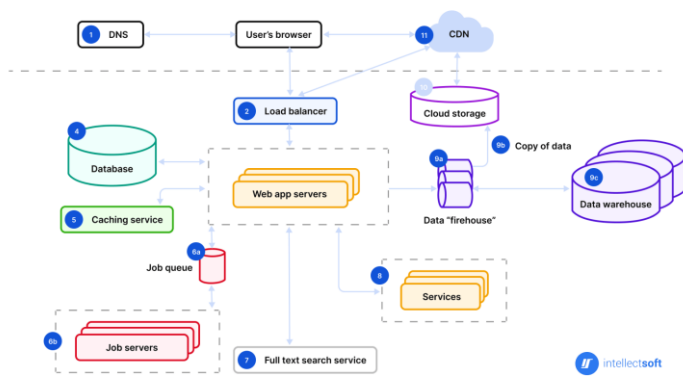 1 DNS
User's browser
11 CDN
2 Load balancer
10
Cloud storage
4
Database
9a
9b Copy of data
9c
Web app servers
Data warehouse
5 Caching service
Data "firehouse"
6a
Job queue
8
Services
6b
Job servers
7 Full text search service
intellectsoft